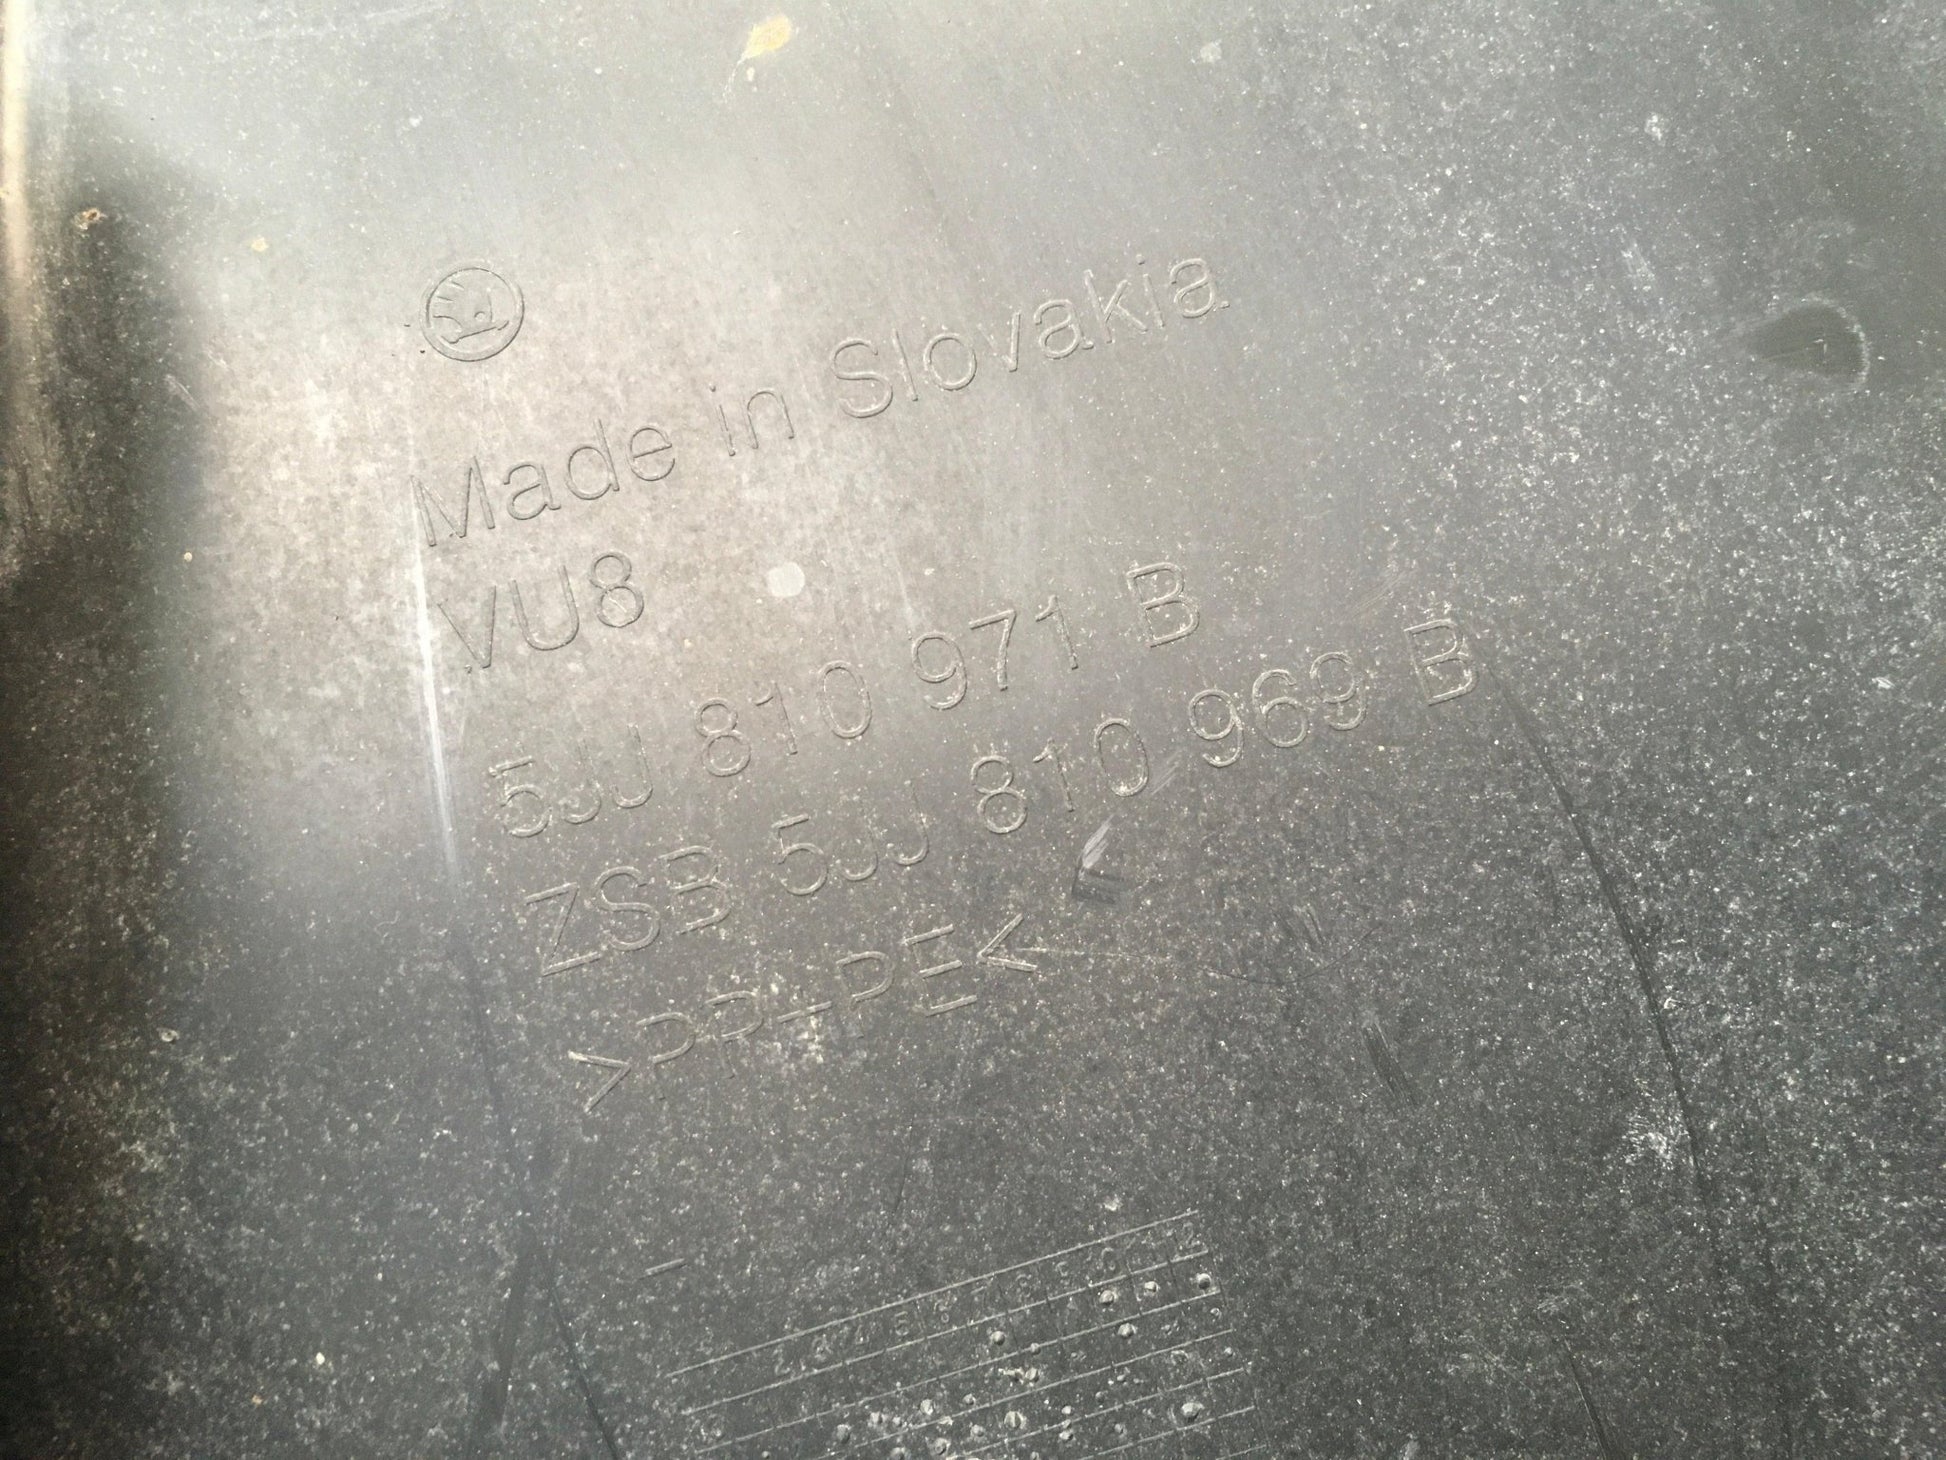 Made in Slovakia
VU8
5JJ 810 971 B
ZSB 5JJ 810 969 B
>PP+PE<